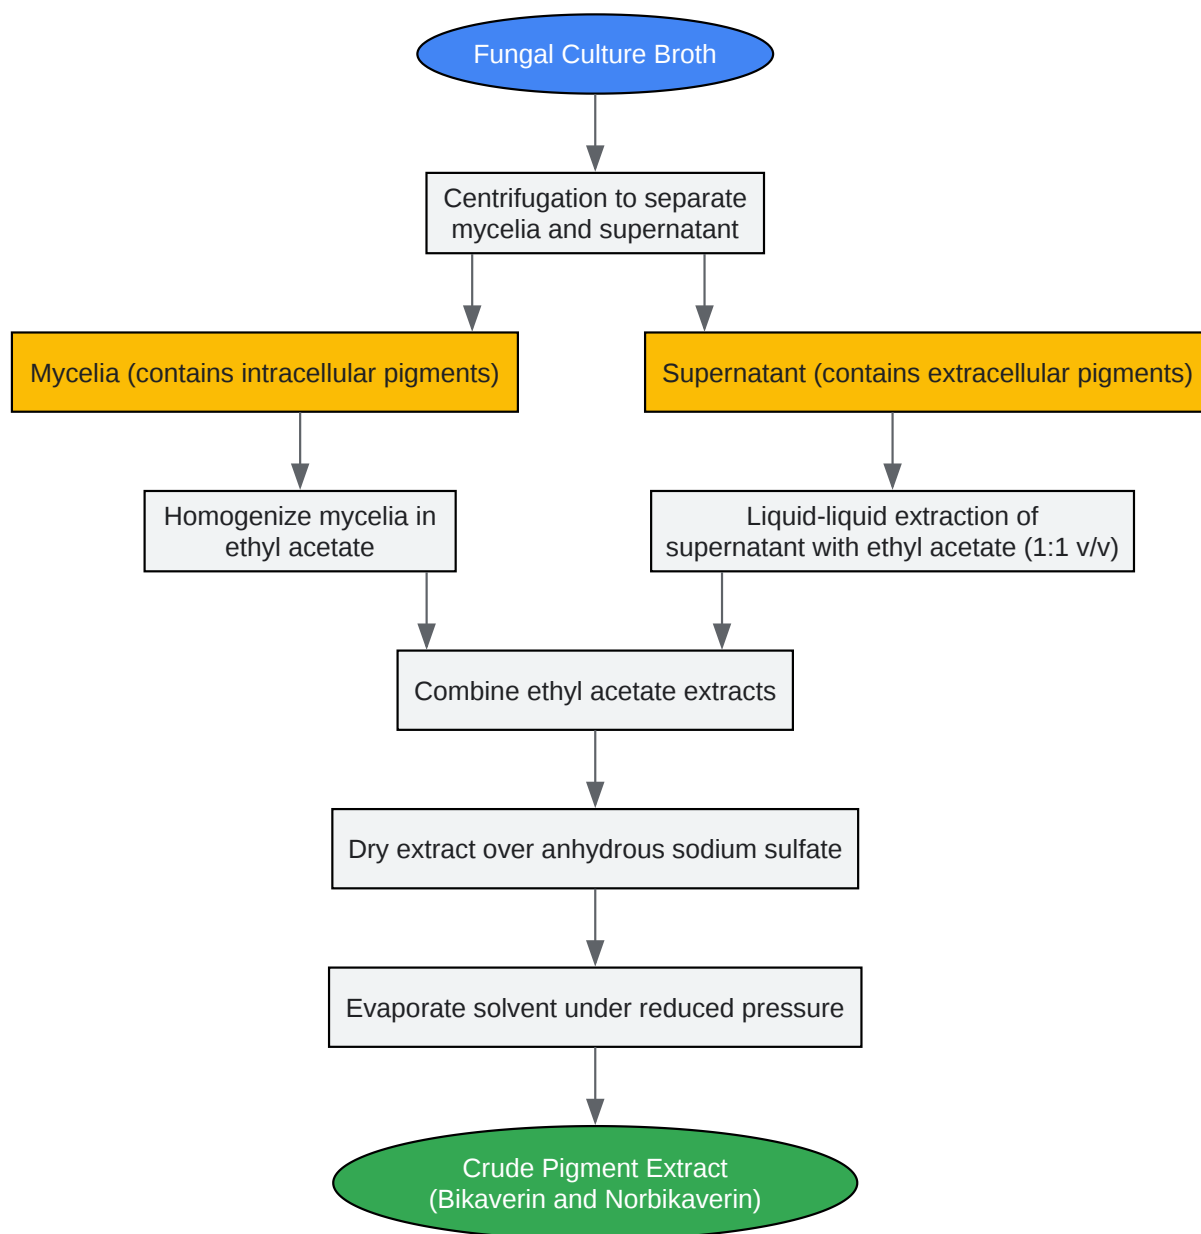 Fungal Culture Broth
Centrifugation to separate
mycelia and supernatant
Mycelia (contains intracellular pigments)
Supernatant (contains extracellular pigments)
Homogenize mycelia in
ethyl acetate
Liquid-liquid extraction of
supernatant with ethyl acetate (1:1 v/v)
Combine ethyl acetate extracts
Dry extract over anhydrous sodium sulfate
Evaporate solvent under reduced pressure
Crude Pigment Extract
(Bikaverin and Norbikaverin)